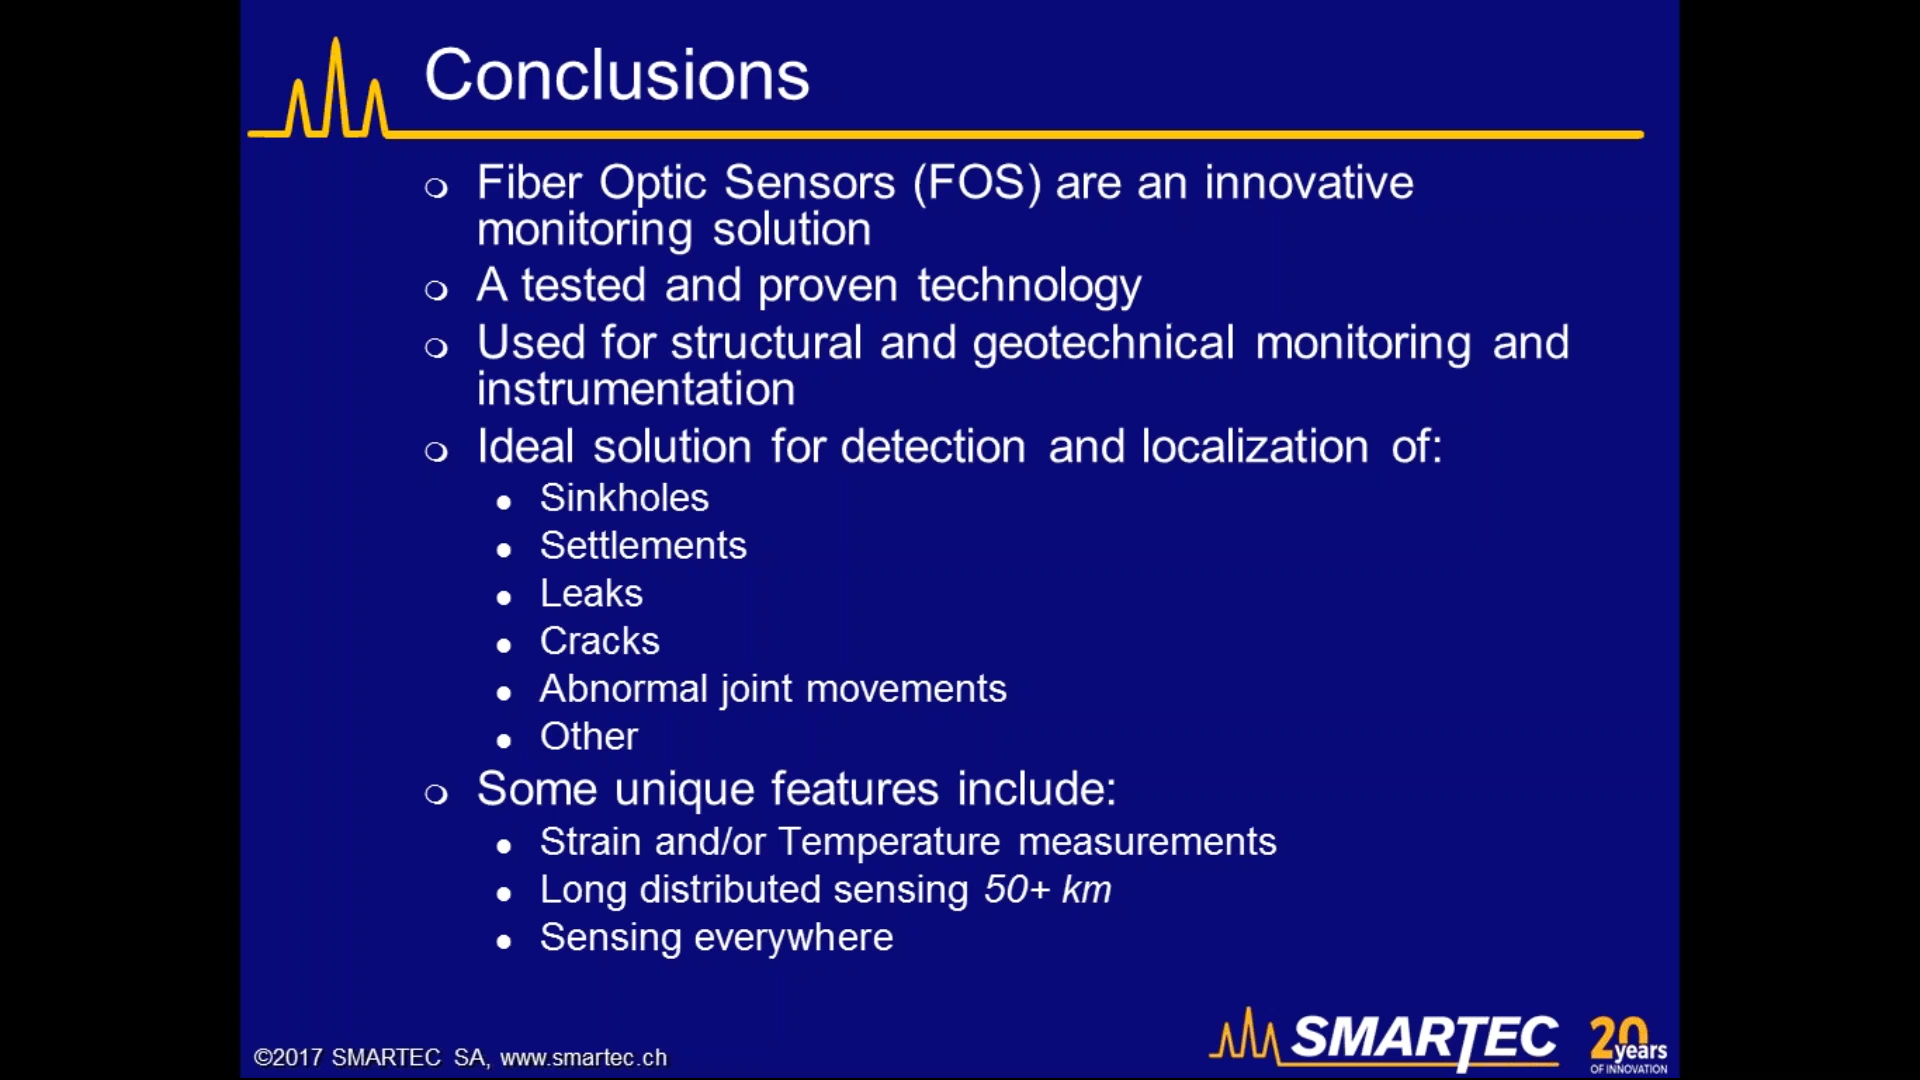 Conclusions
Fiber Optic Sensors (FOS) are an innovative
monitoring solution
A tested and proven technology
Used for structural and geotechnical monitoring and
instrumentation
Ideal solution for detection and localization of:
Sinkholes
Settlements
Leaks
Cracks
Abnormal joint movements
Other
Some unique features include:
Strain and/or Temperature measurements
Long distributed sensing 50+ km
Sensing everywhere
©2017 SMARTEC SA, www.smartec.ch
SMARTEC
20 years
OF INNOVATION